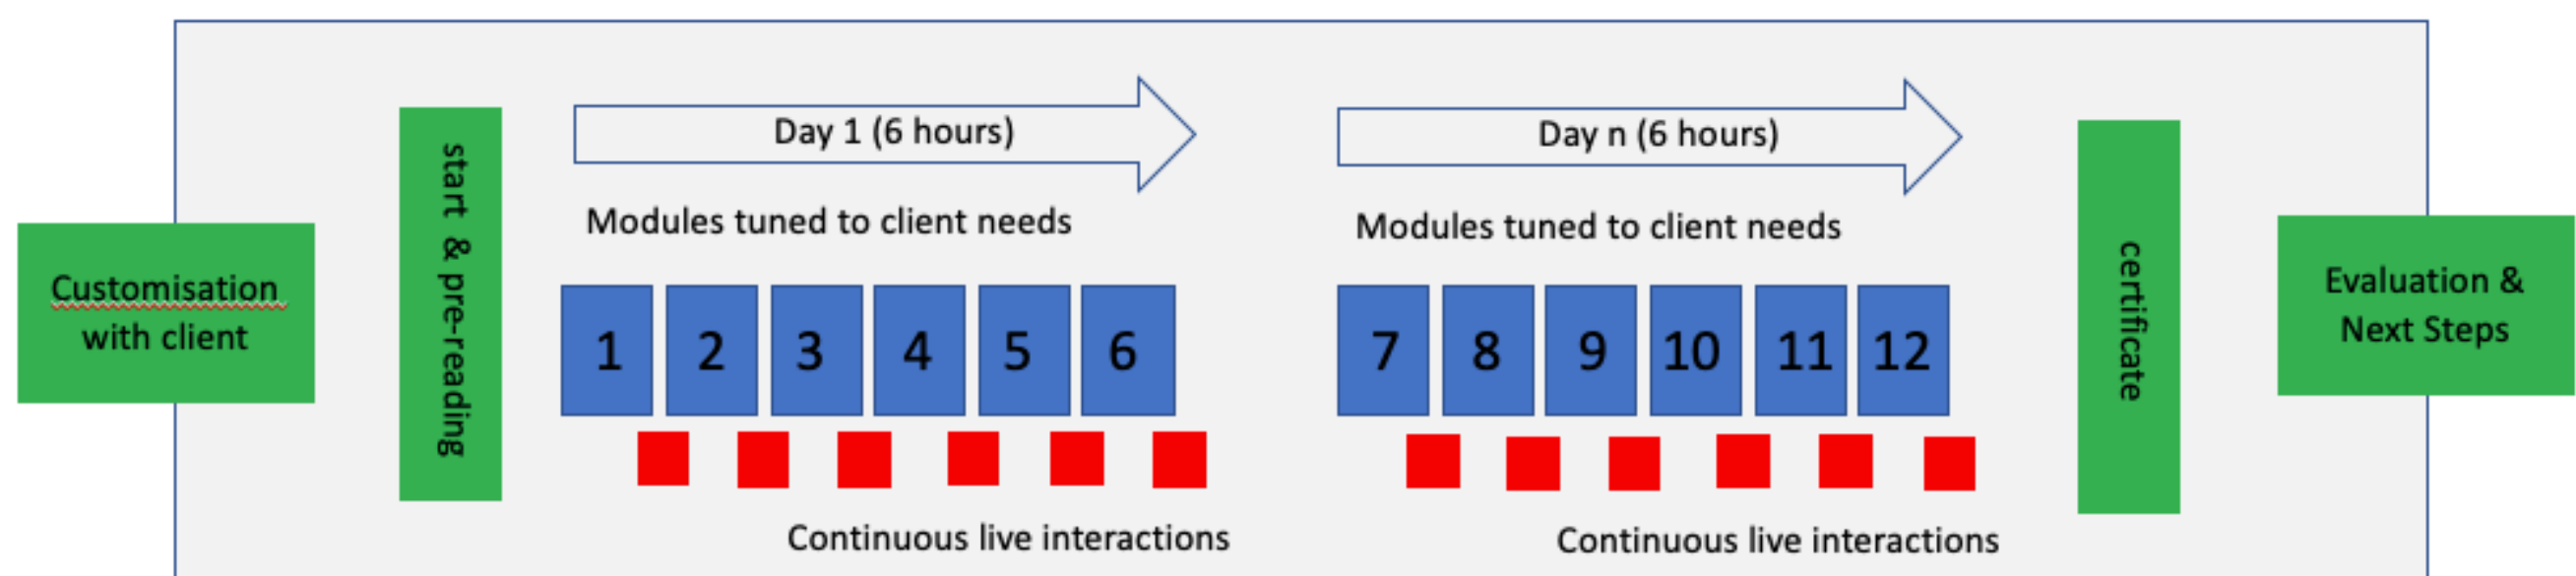 Customisation
with client
start & pre-reading
Day 1 (6 hours)
Modules tuned to client needs
1 2 3 4 5 6
Continuous live interactions
Day n (6 hours)
Modules tuned to client needs
7 8 9 10 11 12
Continuous live interactions
certificate
Evaluation &
Next Steps